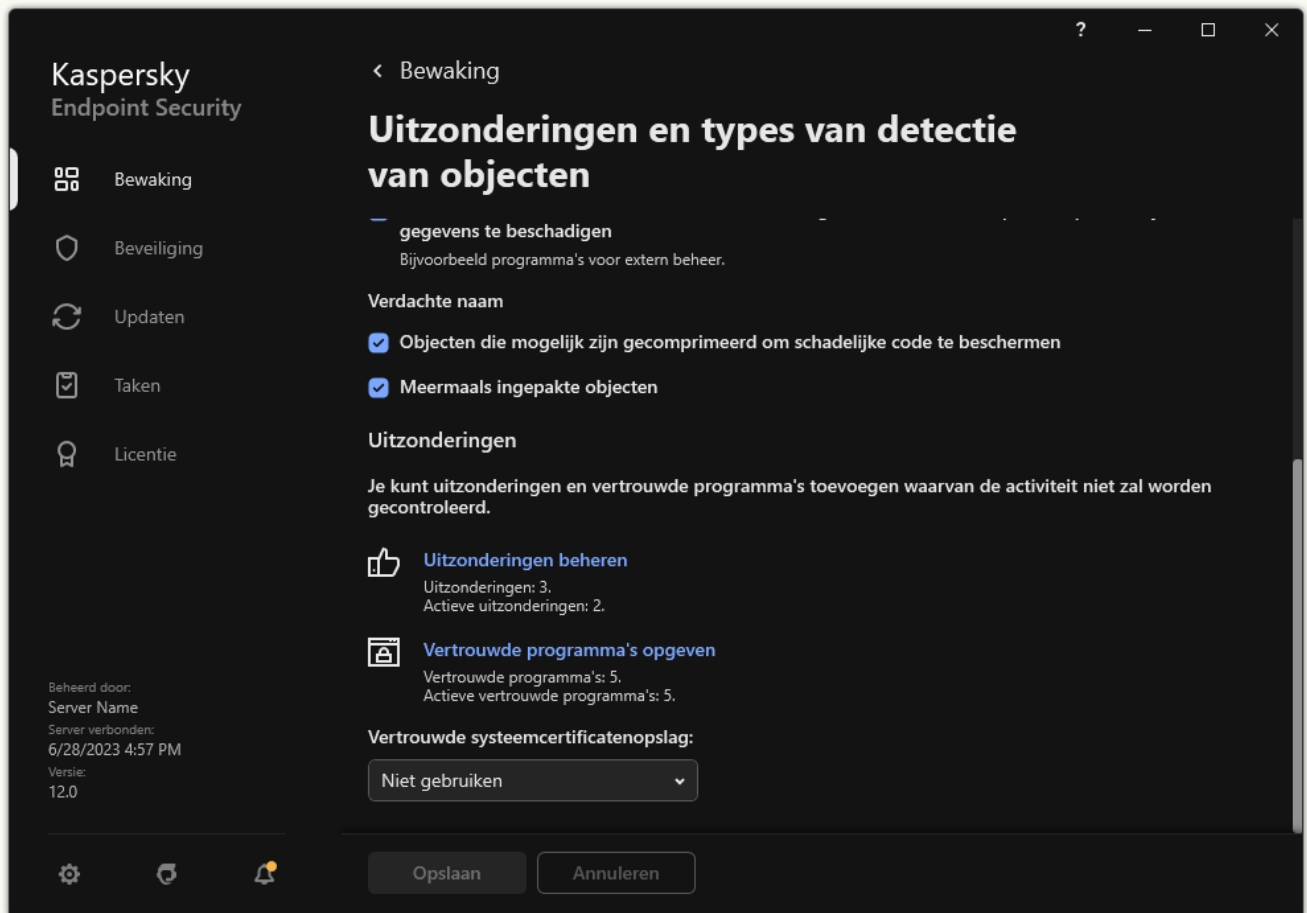 ?
Kaspersky
Endpoint Security
Bewaking
Beveiliging
Updaten
Taken
Licentie
Beheerd door:
Server Name
Server verbonden:
6/28/2023 4:57 PM
Versie:
12.0
Bewaking
Uitzonderingen en types van detectie
van objecten
gegevens te beschadigen
Bijvoorbeeld programma's voor extern beheer.
Verdachte naam
Objecten die mogelijk zijn gecomprimeerd om schadelijke code te beschermen
Meermaals ingepakte objecten
Uitzonderingen
Je kunt uitzonderingen en vertrouwde programma's toevoegen waarvan de activiteit niet zal worden
gecontroleerd.
Uitzonderingen beheren
Uitzonderingen: 3.
Actieve uitzonderingen: 2.
Vertrouwde programma's opgeven
Vertrouwde programma's: 5.
Actieve vertrouwde programma's: 5.
Vertrouwde systeemcertificatenopslag:
Niet gebruiken
Opslaan
Annuleren